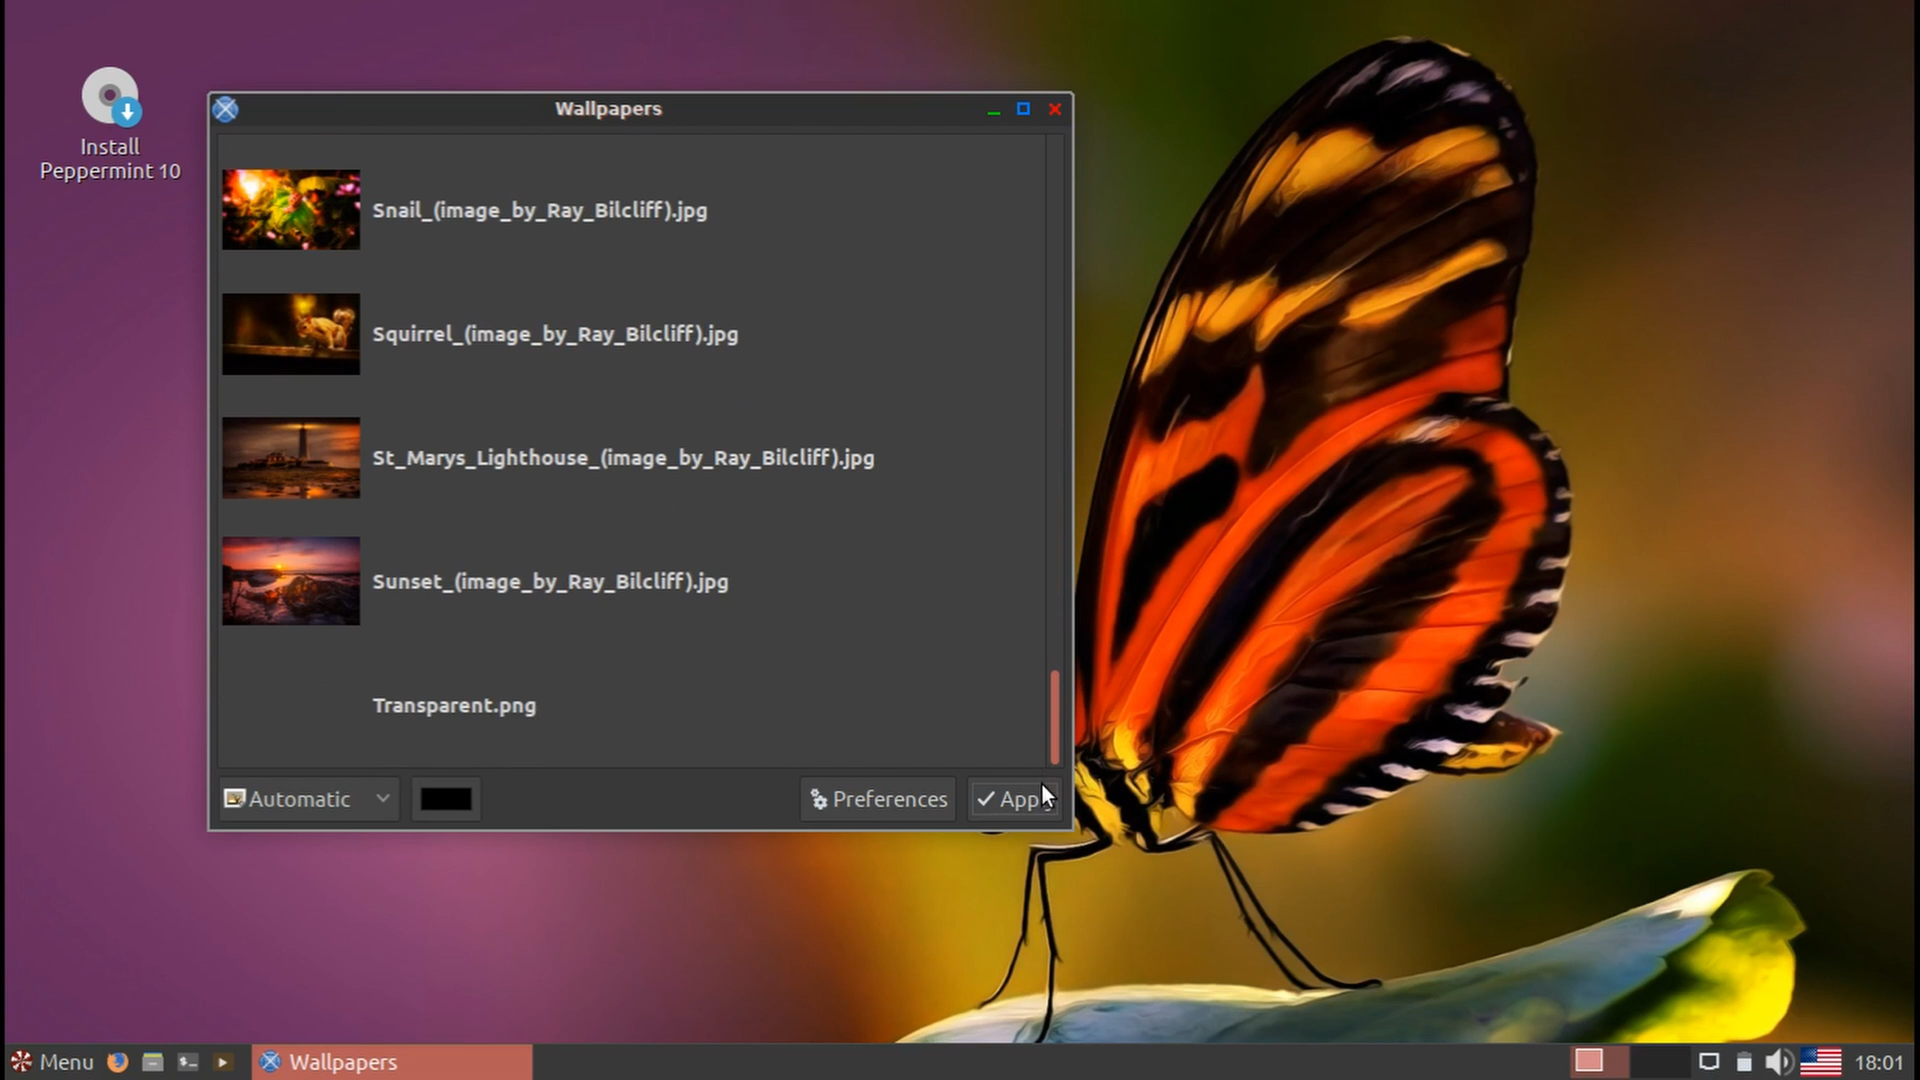 Install
Peppermint 10
Wallpapers
Snail_(image_by_Ray_Bilcliff).jpg
Squirrel_(image_by_Ray_Bilcliff).jpg
St_Marys_Lighthouse_(image_by_Ray_Bilcliff).jpg
Sunset_(image_by_Ray_Bilcliff).jpg
Transparent.png
Automatic
Preferences
Menu
Wallpapers
18:01